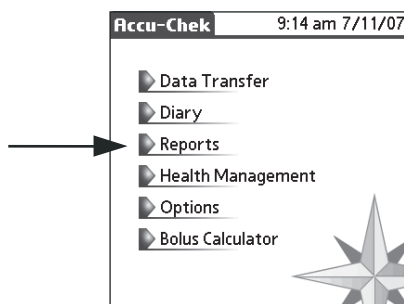 Accu-Chek 9:14 am 7/11/07
Data Transfer
Diary
Reports
Health Management
Options
Bolus Calculator